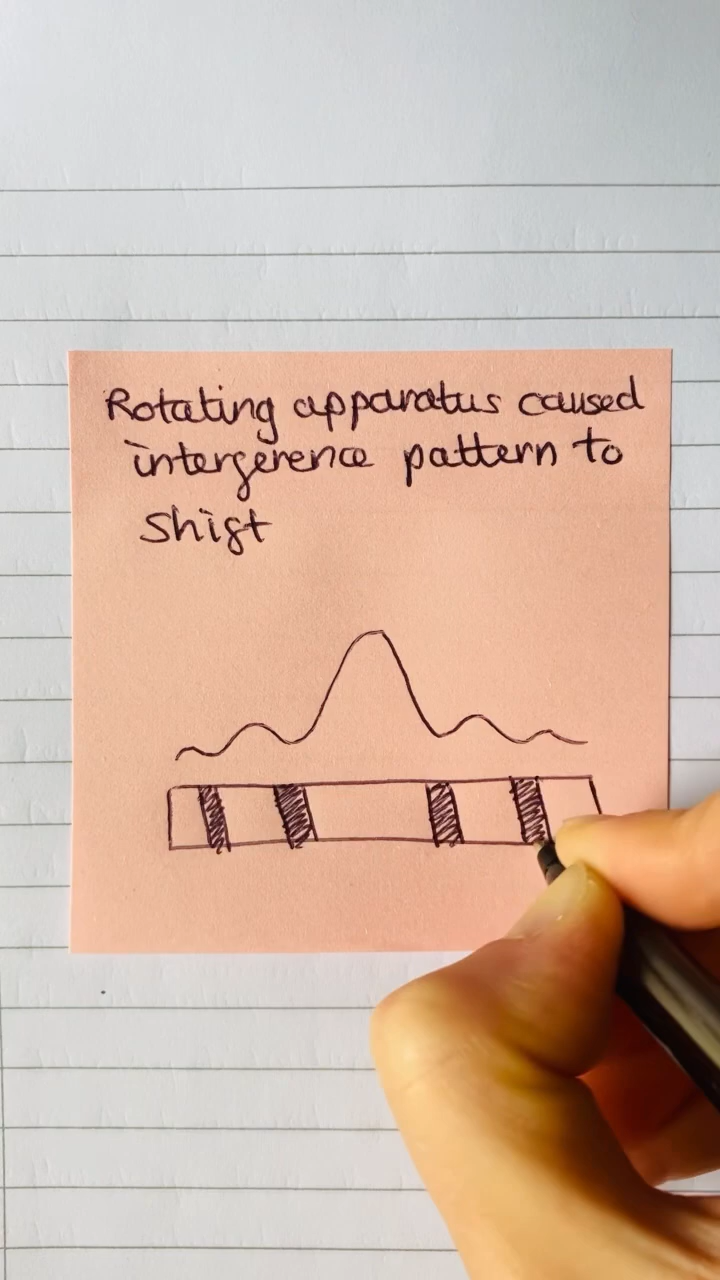 Rotating apparatus caused
interference pattern to
shift